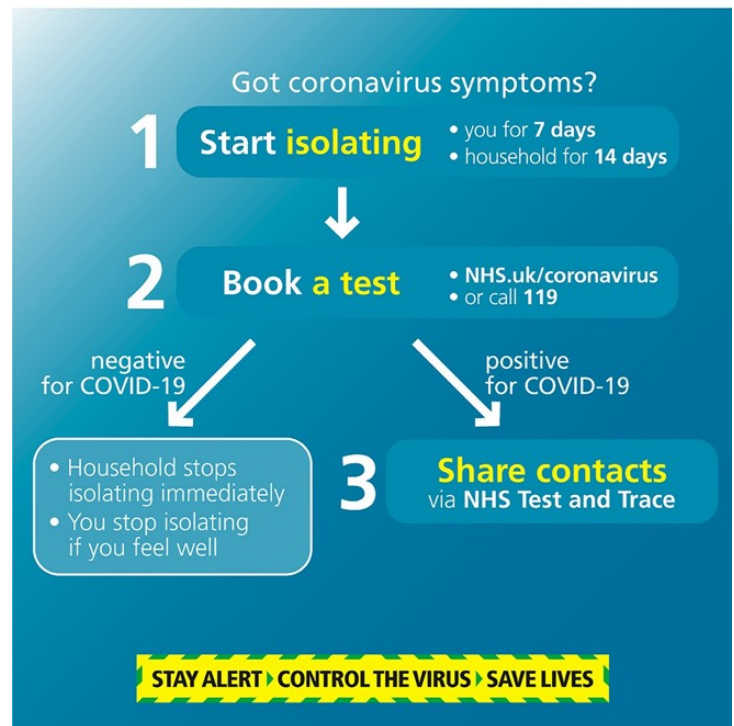 Got coronavirus symptoms?
1
Start isolating
• you for 7 days
• household for 14 days
2
Book a test
• NHS.uk/coronavirus
• or call 119
negative
for COVID-19
positive
for COVID-19
• Household stops
isolating immediately
• You stop isolating
if you feel well
3
Share contacts
via NHS Test and Trace
STAY ALERT CONTROL THE VIRUS SAVE LIVES